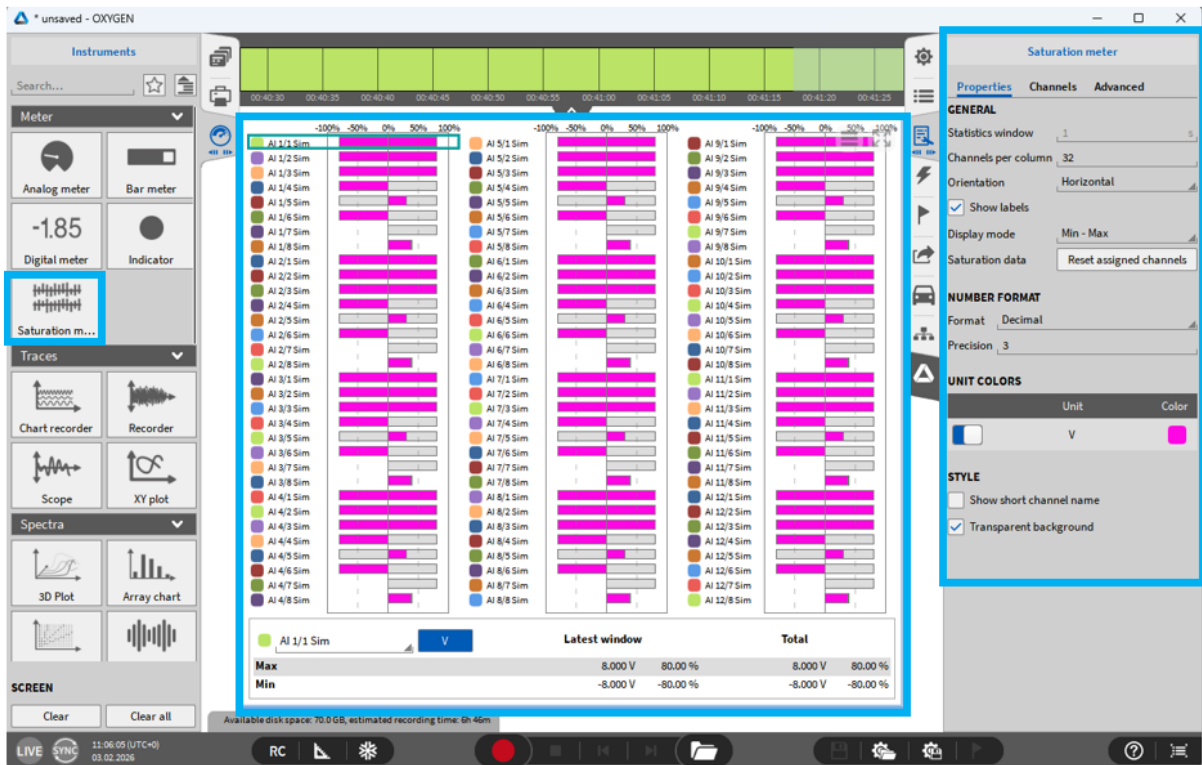 * unsaved - OXYGEN
Instruments
Search...
Meter
Analog meter
Bar meter
-1.85
Digital meter
Indicator
Saturation m...
Traces
Chart recorder
Recorder
Scope
XY plot
Spectra
3D Plot
Array chart
SCREEN
Clear
Clear all
00:40:30 00:40:35 00:40:40 00:40:45 00:40:50 00:40:55 00:41:00 00:41:05 00:41:10 00:41:15 00:41:20 00:41:25
-100% -50% 0% 50% 100%
AI 1/1 Sim
AI 1/2 Sim
AI 1/3 Sim
AI 1/4 Sim
AI 1/5 Sim
AI 1/6 Sim
AI 1/7 Sim
AI 1/8 Sim
AI 2/1 Sim
AI 2/2 Sim
AI 2/3 Sim
AI 2/4 Sim
AI 2/5 Sim
AI 2/6 Sim
AI 2/7 Sim
AI 2/8 Sim
AI 3/1 Sim
AI 3/2 Sim
AI 3/3 Sim
AI 3/4 Sim
AI 3/5 Sim
AI 3/6 Sim
AI 3/7 Sim
AI 3/8 Sim
AI 4/1 Sim
AI 4/2 Sim
AI 4/3 Sim
AI 4/4 Sim
AI 4/5 Sim
AI 4/6 Sim
AI 4/7 Sim
AI 4/8 Sim
-100% -50% 0% 50% 100%
AI 5/1 Sim
AI 5/2 Sim
AI 5/3 Sim
AI 5/4 Sim
AI 5/5 Sim
AI 5/6 Sim
AI 5/7 Sim
AI 5/8 Sim
AI 6/1 Sim
AI 6/2 Sim
AI 6/3 Sim
AI 6/4 Sim
AI 6/5 Sim
AI 6/6 Sim
AI 6/7 Sim
AI 6/8 Sim
AI 7/1 Sim
AI 7/2 Sim
AI 7/3 Sim
AI 7/4 Sim
AI 7/5 Sim
AI 7/6 Sim
AI 7/7 Sim
AI 7/8 Sim
AI 8/1 Sim
AI 8/2 Sim
AI 8/3 Sim
AI 8/4 Sim
AI 8/5 Sim
AI 8/6 Sim
AI 8/7 Sim
AI 8/8 Sim
-100% -50% 0% 50% 100%
AI 9/1 Sim
AI 9/2 Sim
AI 9/3 Sim
AI 9/4 Sim
AI 9/5 Sim
AI 9/6 Sim
AI 9/7 Sim
AI 9/8 Sim
AI 10/1 Sim
AI 10/2 Sim
AI 10/3 Sim
AI 10/4 Sim
AI 10/5 Sim
AI 10/6 Sim
AI 10/7 Sim
AI 10/8 Sim
AI 11/1 Sim
AI 11/2 Sim
AI 11/3 Sim
AI 11/4 Sim
AI 11/5 Sim
AI 11/6 Sim
AI 11/7 Sim
AI 11/8 Sim
AI 12/1 Sim
AI 12/2 Sim
AI 12/3 Sim
AI 12/4 Sim
AI 12/5 Sim
AI 12/6 Sim
AI 12/7 Sim
AI 12/8 Sim
AI 1/1 Sim V Latest window Total
Max 8.000 V 80.00 % 8.000 V 80.00 %
Min -8.000 V -80.00 % -8.000 V -80.00 %
Available disk space: 70.0 GB, estimated recording time: 6h 46m
Saturation meter
Properties Channels Advanced
GENERAL
Statistics window 1 s
Channels per column 32
Orientation Horizontal
Show labels
Display mode Min - Max
Saturation data Reset assigned channels
NUMBER FORMAT
Format Decimal
Precision 3
UNIT COLORS
Unit Color
V
STYLE
Show short channel name
Transparent background
LIVE SYNC
11:06:05 (UTC+0)
03.02.2026
RC